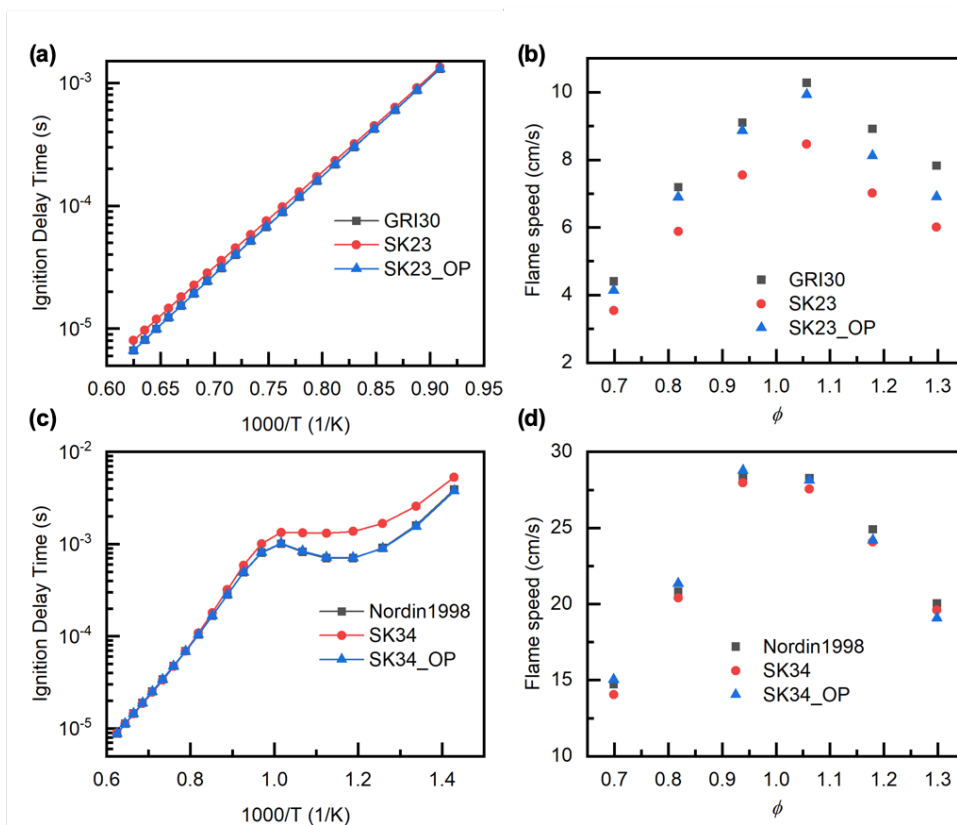 (a)
Ignition Delay Time (s)
10⁻³
10⁻⁴
10⁻⁵
GRI30
SK23
SK23_OP
0.60 0.65 0.70 0.75 0.80 0.85 0.90 0.95
1000/T (1/K)
(b)
Flame speed (cm/s)
10
8
6
4
2
GRI30
SK23
SK23_OP
0.7 0.8 0.9 1.0 1.1 1.2 1.3
ϕ
(c)
Ignition Delay Time (s)
10⁻²
10⁻³
10⁻⁴
10⁻⁵
Nordin1998
SK34
SK34_OP
0.6 0.8 1.0 1.2 1.4
1000/T (1/K)
(d)
Flame speed (cm/s)
30
25
20
15
10
Nordin1998
SK34
SK34_OP
0.7 0.8 0.9 1.0 1.1 1.2 1.3
ϕ